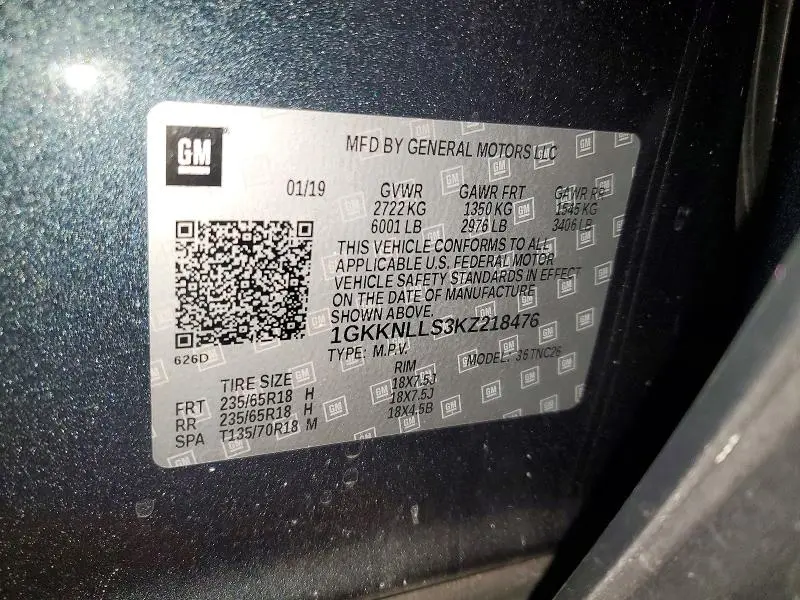 GM
MFD BY GENERAL MOTORS LLC
01/19 GVWR GAWR FRT GAWR RR
2722 KG 1350 KG 1545 KG
6001 LB 2976 LB 3406 LB
THIS VEHICLE CONFORMS TO ALL
APPLICABLE U.S. FEDERAL MOTOR
VEHICLE SAFETY STANDARDS IN EFFECT
ON THE DATE OF MANUFACTURE
SHOWN ABOVE.
1GKKNLLS3KZ218476
626D
TYPE: M.P.V. MODEL: 36TNC26
TIRE SIZE RIM
FRT 235/65R18 H 18X7.5J
RR 235/65R18 H 18X7.5J
SPA T135/70R18 M 18X4.5B